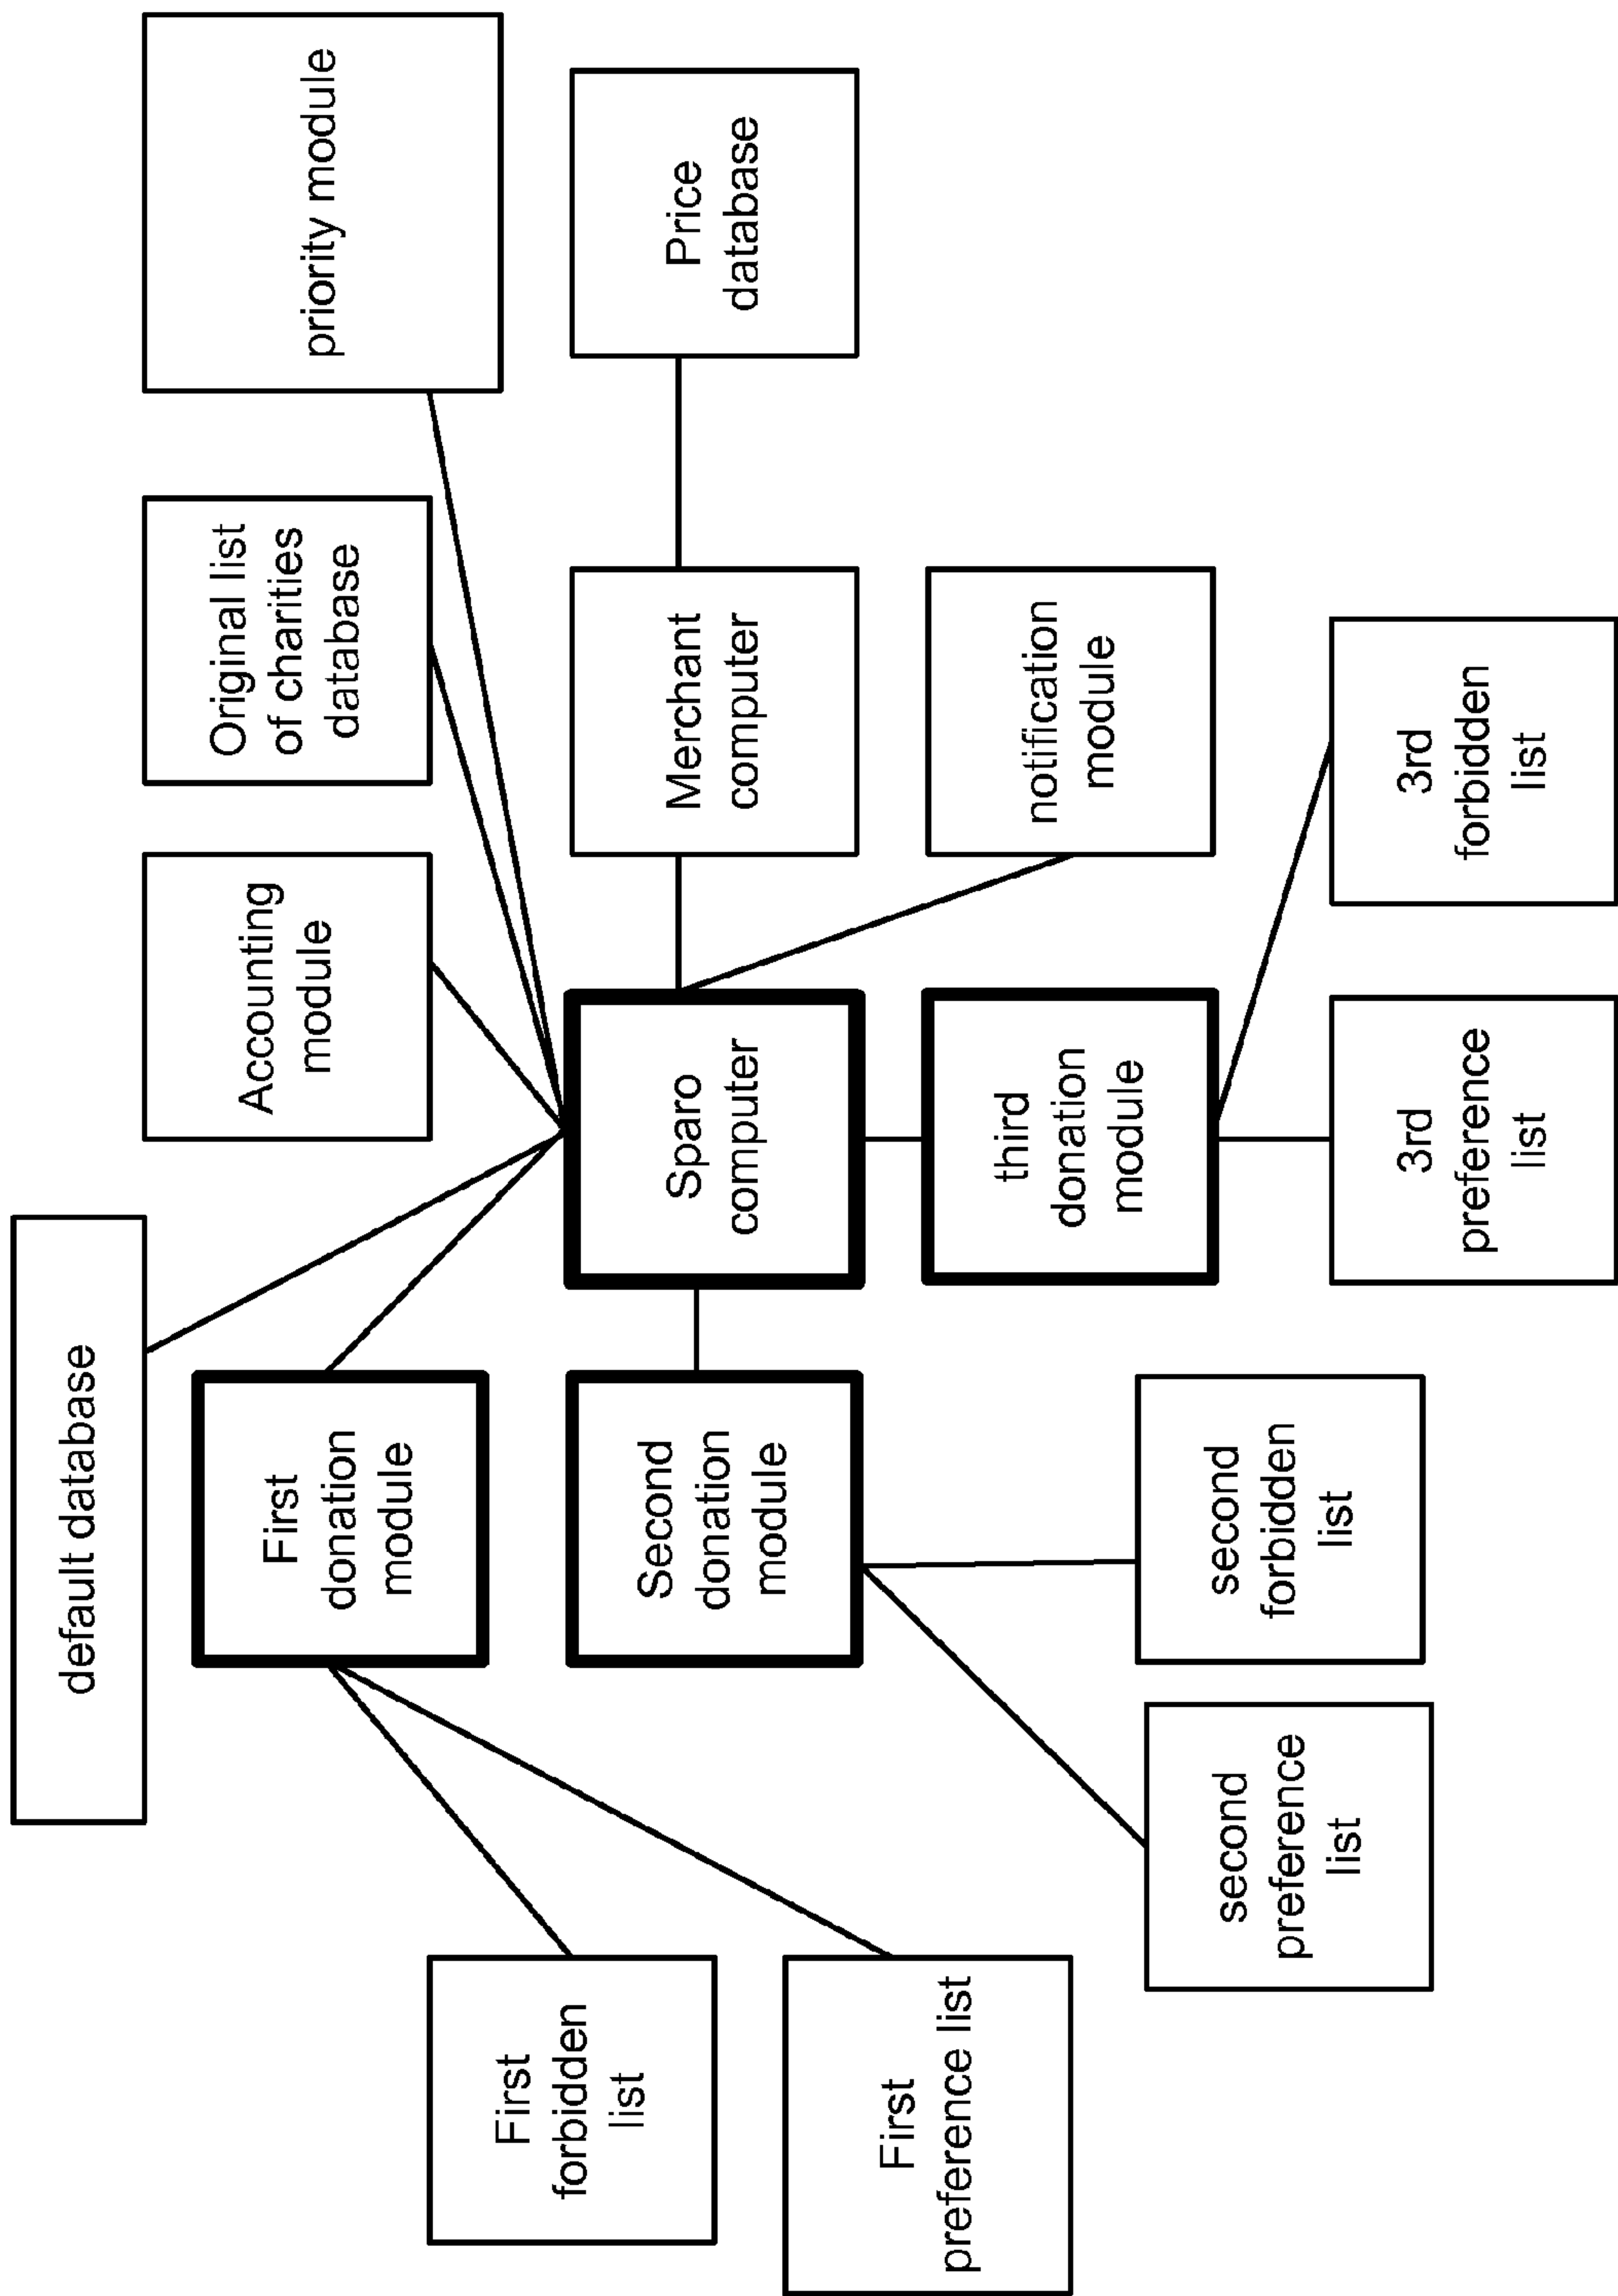 default database
First
donation
module
Accounting
module
Original list
of charities
database
priority module
First
forbidden
list
Second
donation
module
Sparo
computer
Merchant
computer
Price
database
First
preference list
third
donation
module
notification
module
second
preference
list
second
forbidden
list
3rd
preference
list
3rd
forbidden
list